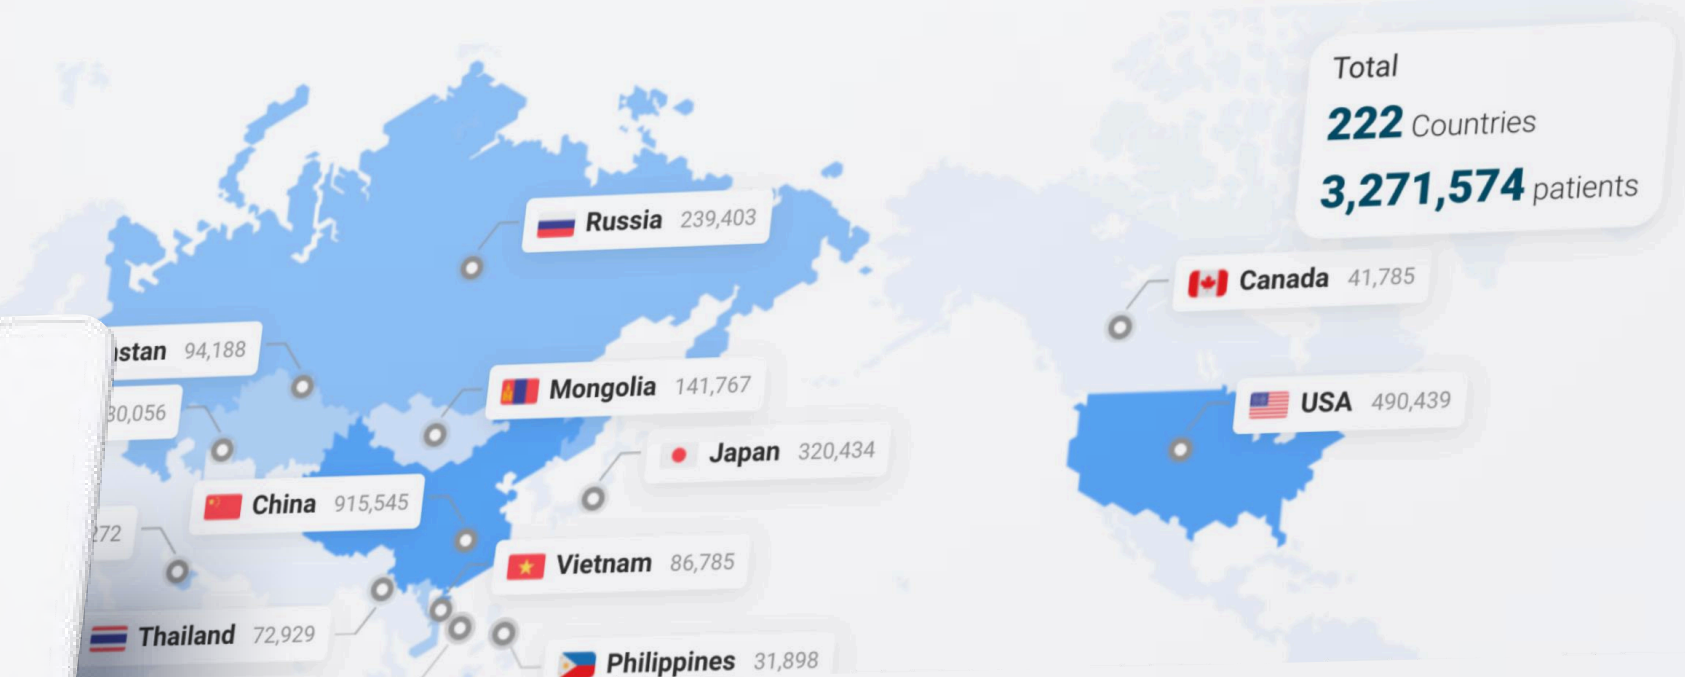 Total
222 Countries
3,271,574 patients
Russia 239,403
Canada 41,785
stan 94,188
Mongolia 141,767
USA 490,439
30,056
Japan 320,434
China 915,545
272
Vietnam 86,785
Thailand 72,929
Philippines 31,898